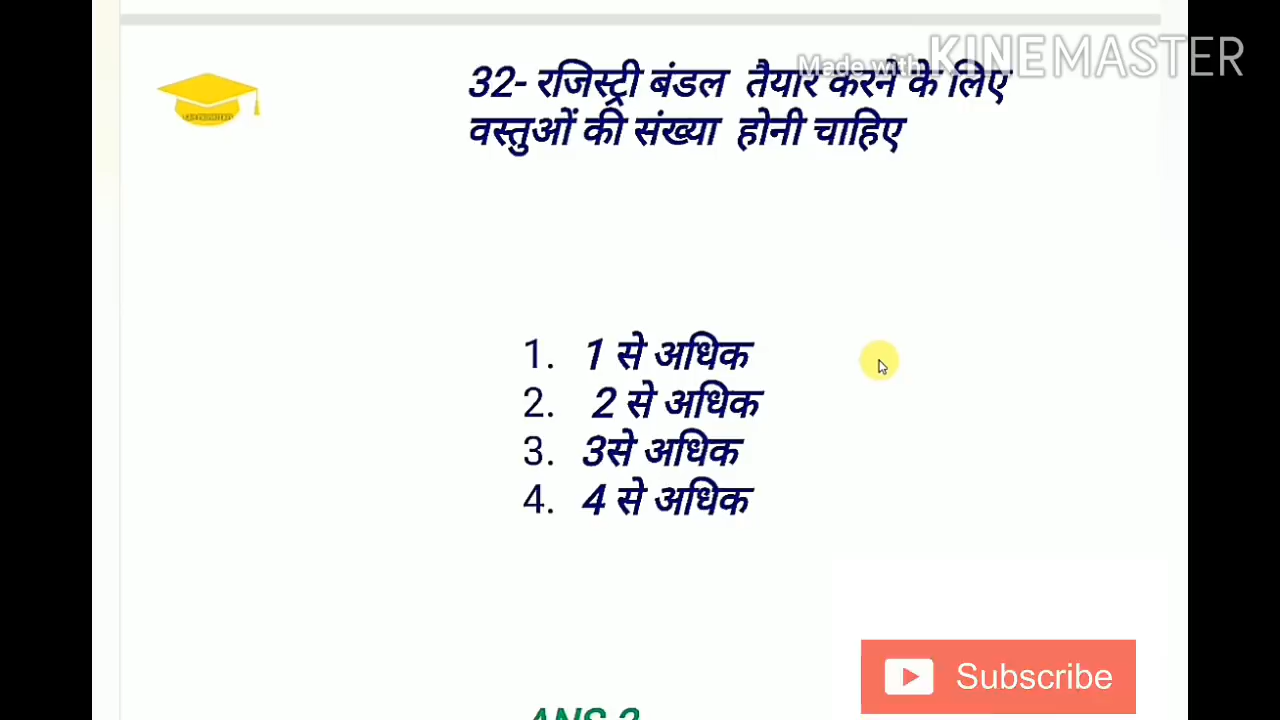 Made with KINEMASTER
32- रजिस्ट्री बंडल तैयार करने के लिए
वस्तुओं की संख्या होनी चाहिए
1. 1 से अधिक
2. 2 से अधिक
3. 3से अधिक
4. 4 से अधिक
Subscribe
ANS